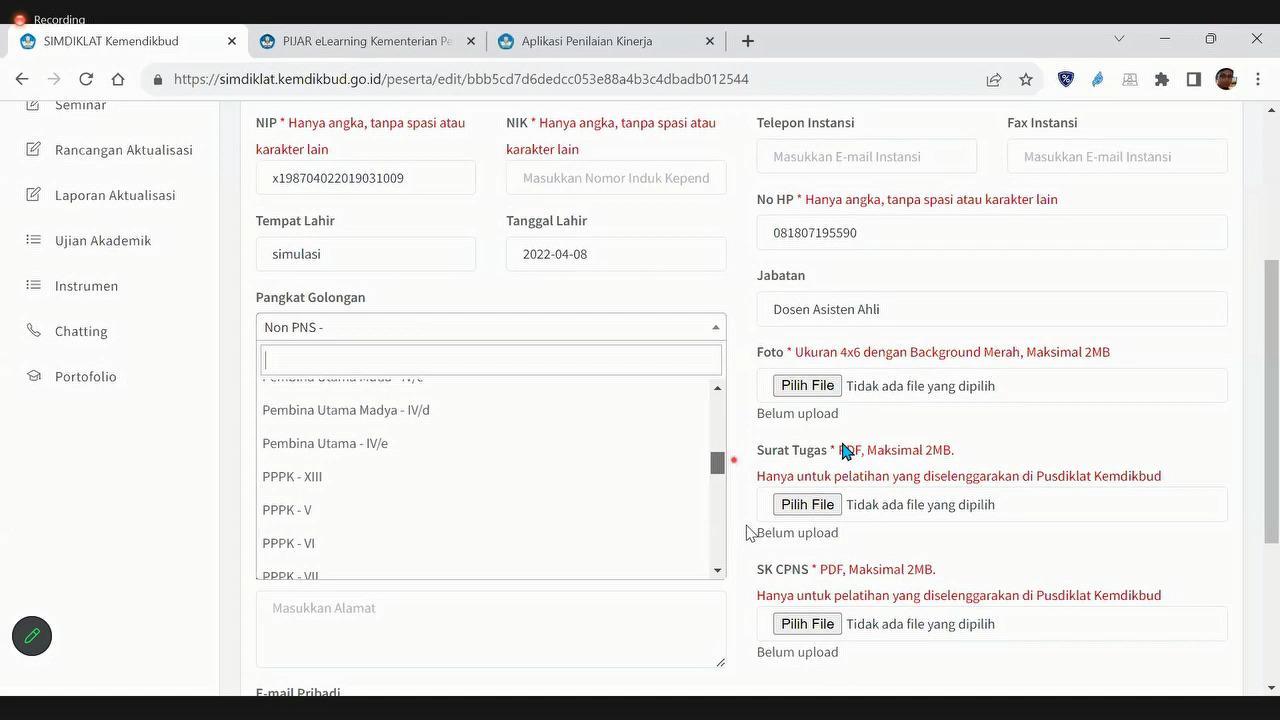 Recording
SIMDIKLAT Kemendikbud
PIJAR eLearning Kementerian Pe
Aplikasi Penilaian Kinerja
https://simdiklat.kemdikbud.go.id/peserta/edit/bbb5cd7d6dedcc053e88a4b3c4dbadb012544
Seminar
Rancangan Aktualisasi
Laporan Aktualisasi
Ujian Akademik
Instrumen
Chatting
Portofolio
NIP * Hanya angka, tanpa spasi atau
karakter lain
x198704022019031009
NIK * Hanya angka, tanpa spasi atau
karakter lain
Masukkan Nomor Induk Kepend
Tempat Lahir
simulasi
Tanggal Lahir
2022-04-08
Pangkat Golongan
Non PNS -
Pembina Utama Muda - IV/c
Pembina Utama Madya - IV/d
Pembina Utama - IV/e
PPPK - XIII
PPPK - V
PPPK - VI
PPPK - VII
Masukkan Alamat
E-mail Pribadi
Telepon Instansi
Masukkan E-mail Instansi
Fax Instansi
Masukkan E-mail Instansi
No HP * Hanya angka, tanpa spasi atau karakter lain
081807195590
Jabatan
Dosen Asisten Ahli
Foto * Ukuran 4x6 dengan Background Merah, Maksimal 2MB
Pilih File Tidak ada file yang dipilih
Belum upload
Surat Tugas * PDF, Maksimal 2MB.
Hanya untuk pelatihan yang diselenggarakan di Pusdiklat Kemdikbud
Pilih File Tidak ada file yang dipilih
Belum upload
SK CPNS * PDF, Maksimal 2MB.
Hanya untuk pelatihan yang diselenggarakan di Pusdiklat Kemdikbud
Pilih File Tidak ada file yang dipilih
Belum upload